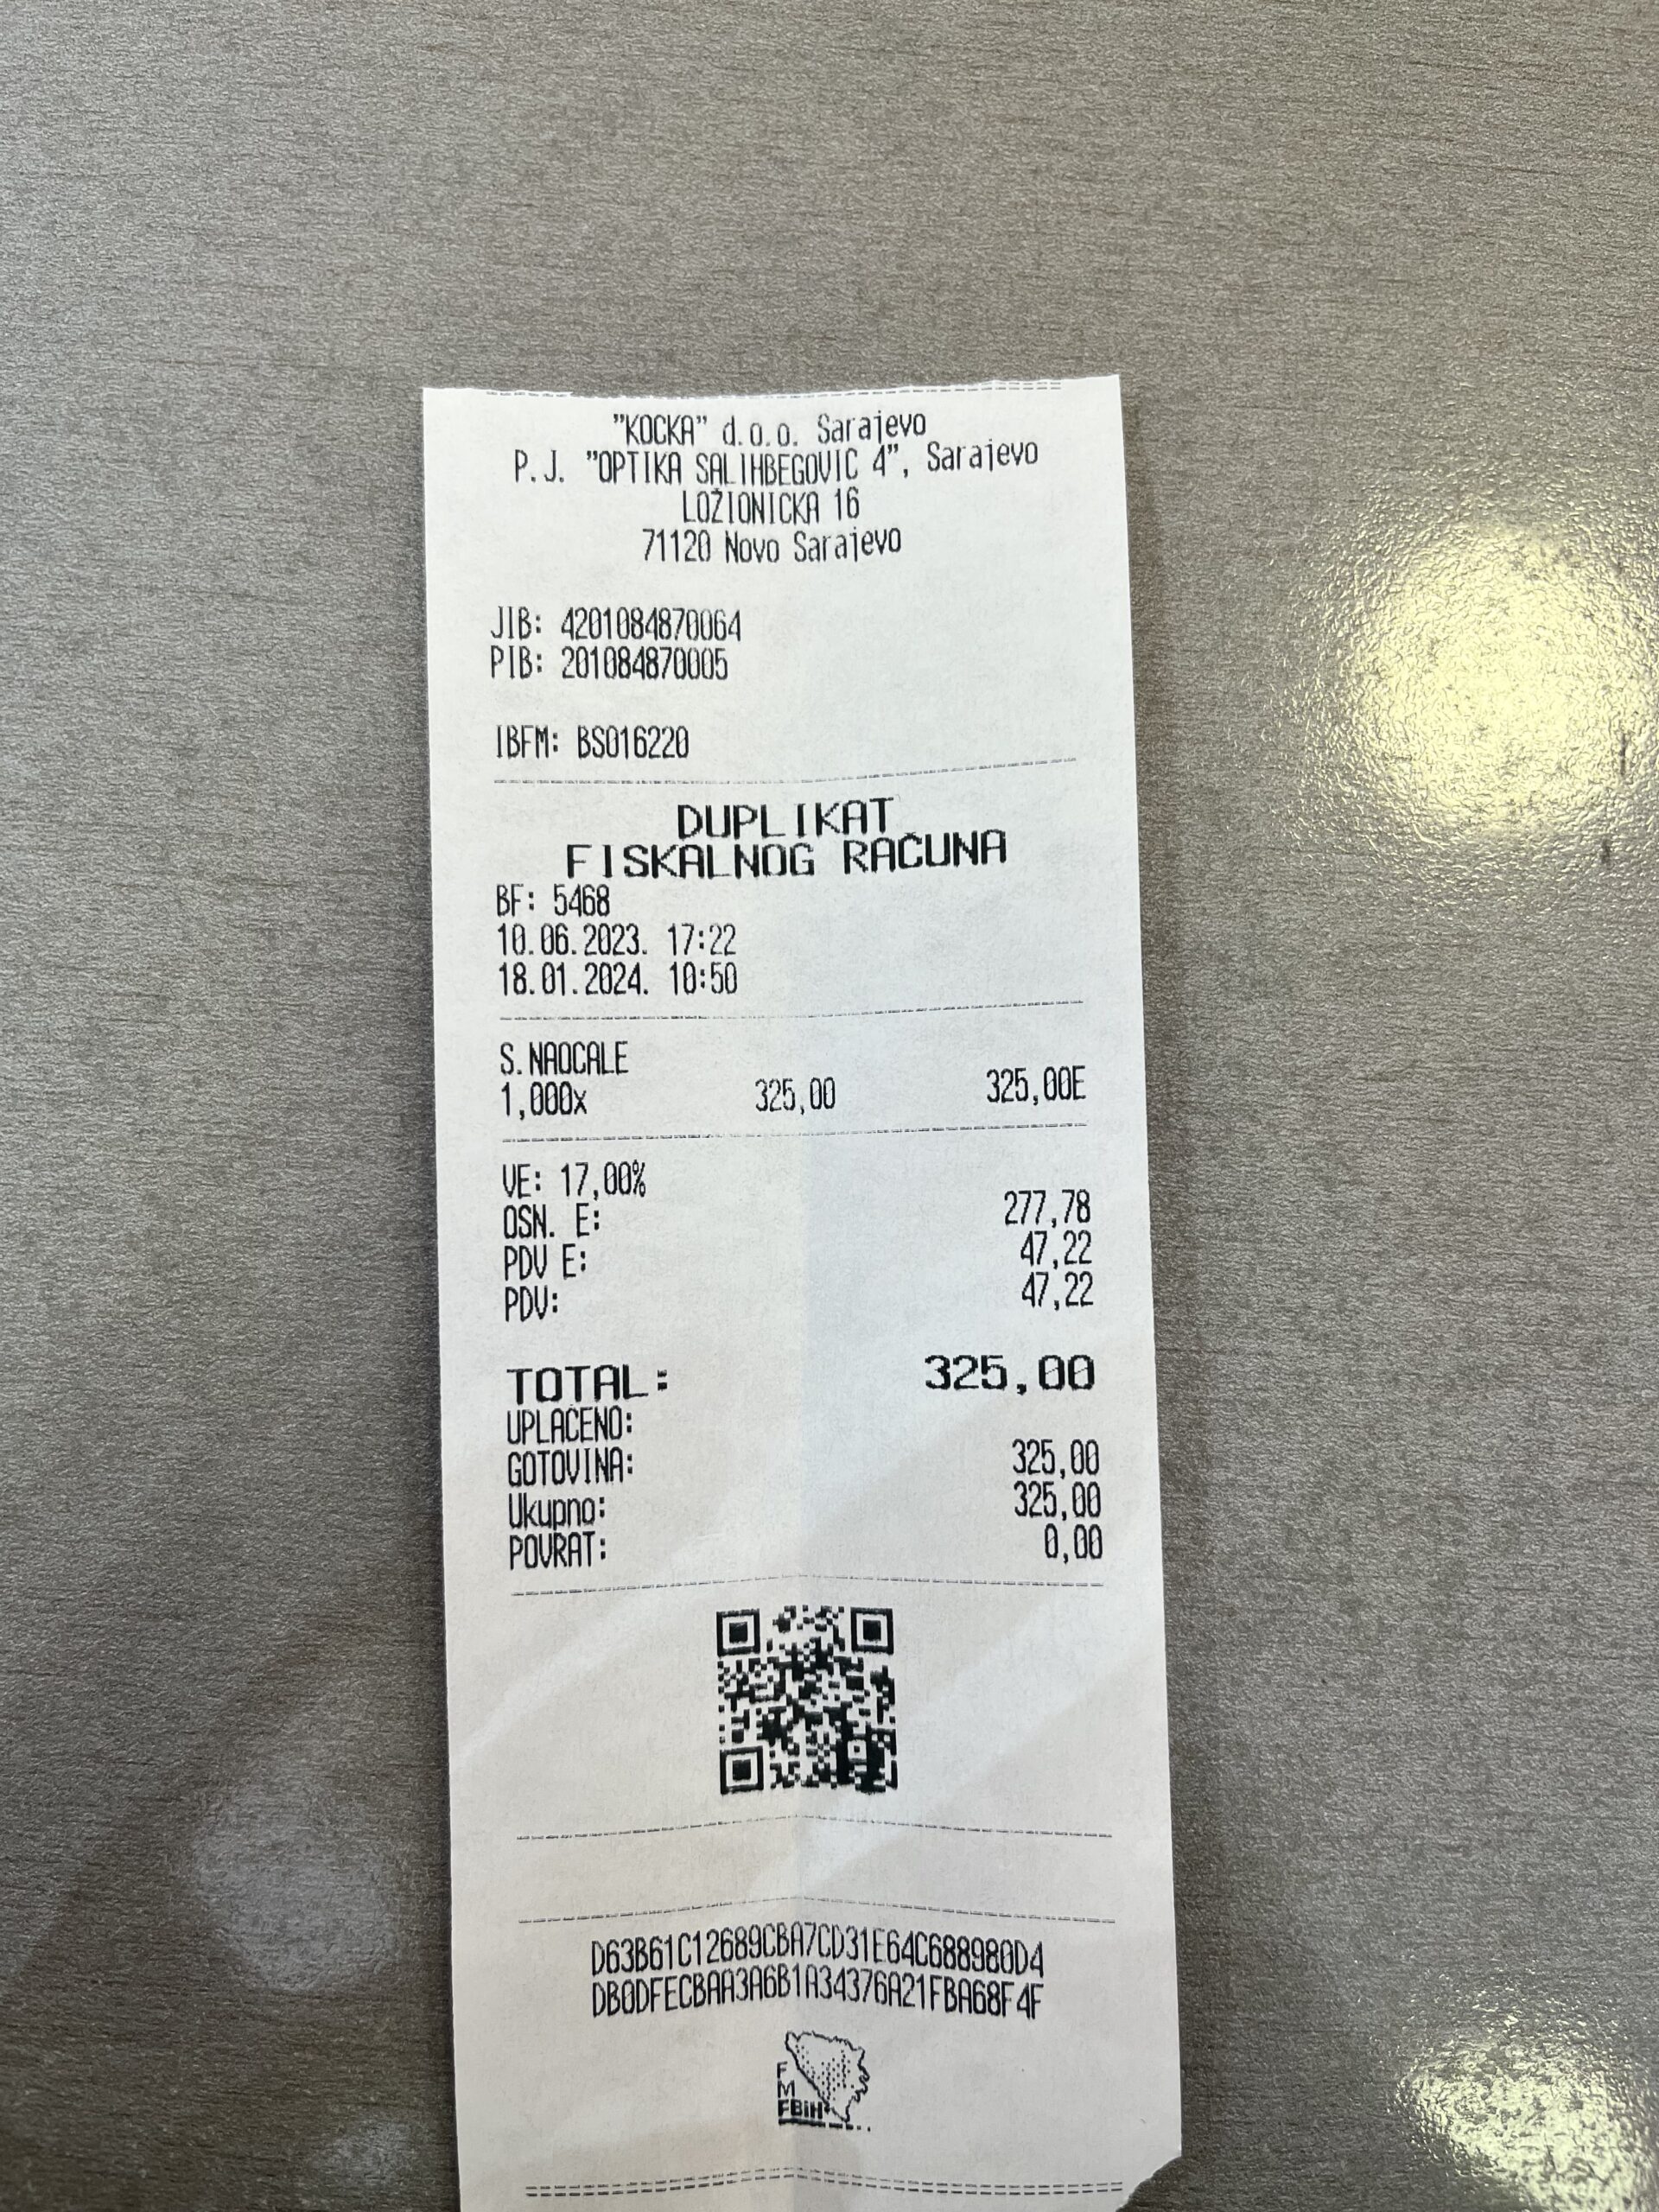 "KOCKA" d.o.o. Sarajevo
P.J. "OPTIKA SALIHBEGOVIC 4", Sarajevo
LOŽIONICKA 16
71120 Novo Sarajevo
JIB: 4201084870064
PIB: 201084870005
IBFM: BS016220
DUPLIKAT
FISKALNOG RAČUNA
BF: 5468
10.06.2023. 17:22
18.01.2024. 10:50
S.NAOCALE
1,000x 325,00 325,00E
VE: 17,00%
OSN. E: 277,78
PDV E: 47,22
PDV: 47,22
TOTAL: 325,00
UPLAĆENO:
GOTOVINA: 325,00
Ukupno: 325,00
POVRAT: 0,00
D63B61C12689CBA7CD31E64C688980D4
DB0DFECBAA3A6B1A34376A21FBA68F4F
F
M
FBiH